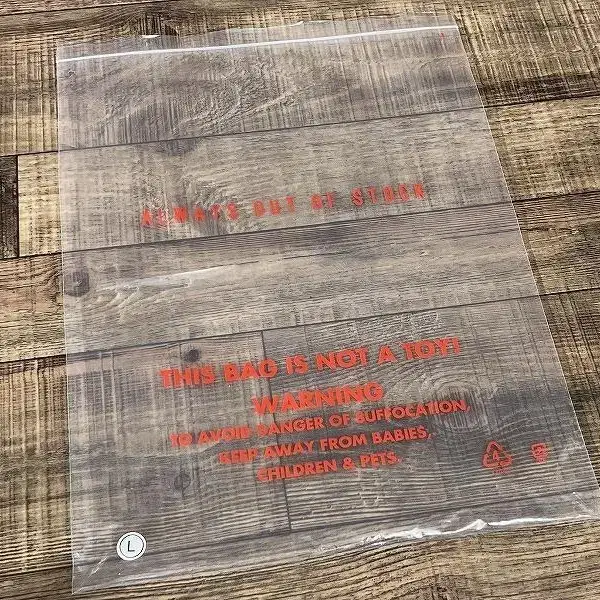 ALWAYS OUT OF STOCK
THIS BAG IS NOT A TOY!
WARNING
TO AVOID DANGER OF SUFFOCATION,
KEEP AWAY FROM BABIES,
CHILDREN & PETS.
L